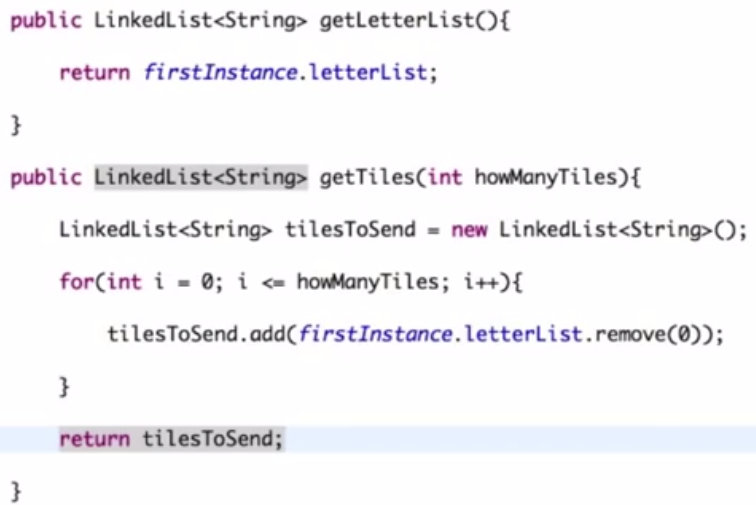 public LinkedList<String> getLetterList(){
return firstInstance.letterList;
}
public LinkedList<String> getTiles(int howManyTiles){
LinkedList<String> tilesToSend = new LinkedList<String>();
for(int i = 0; i <= howManyTiles; i++){
tilesToSend.add(firstInstance.letterList.remove(0));
}
return tilesToSend;
}